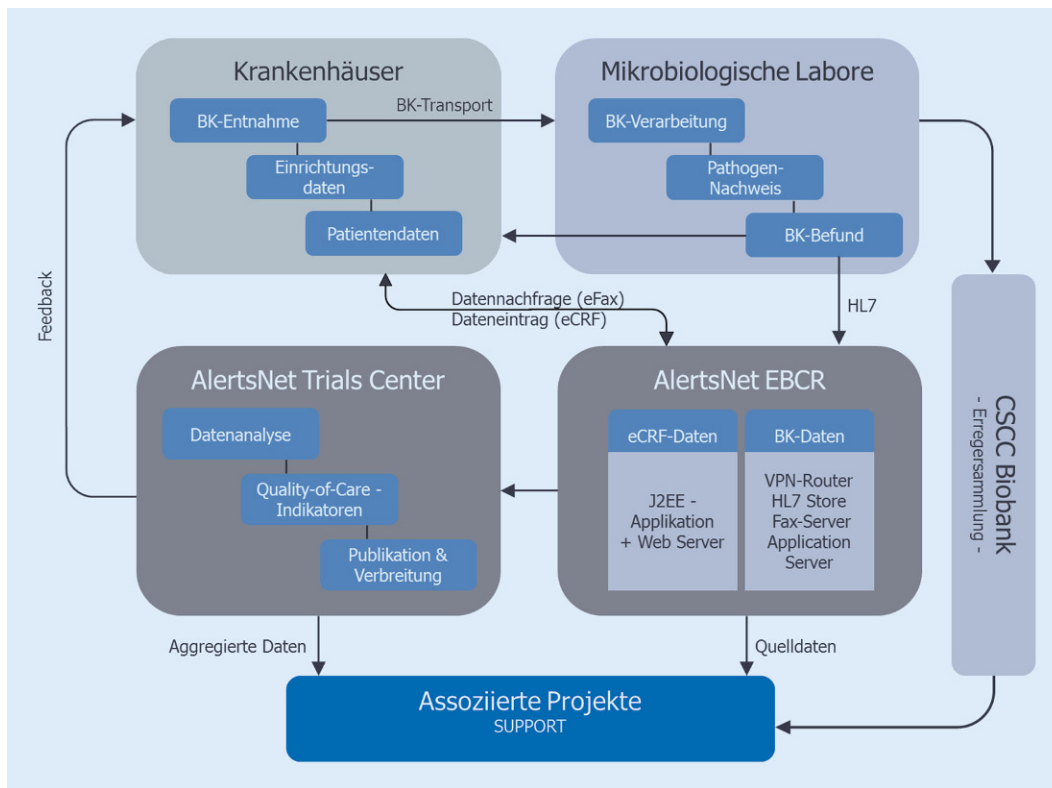 Krankenhäuser
BK-Entnahme
Einrichtungs-
daten
Patientendaten
BK-Transport
Mikrobiologische Labore
BK-Verarbeitung
Pathogen-
Nachweis
BK-Befund
Feedback
Datennachfrage (eFax)
Dateneintrag (eCRF)
HL7
AlertsNet Trials Center
Datenanalyse
Quality-of-Care -
Indikatoren
Publikation &
Verbreitung
AlertsNet EBCR
eCRF-Daten
J2EE -
Applikation
+ Web Server
BK-Daten
VPN-Router
HL7 Store
Fax-Server
Application
Server
CSCC Biobank
- Erregersammlung -
Aggregierte Daten
Quelldaten
Assoziierte Projekte
SUPPORT